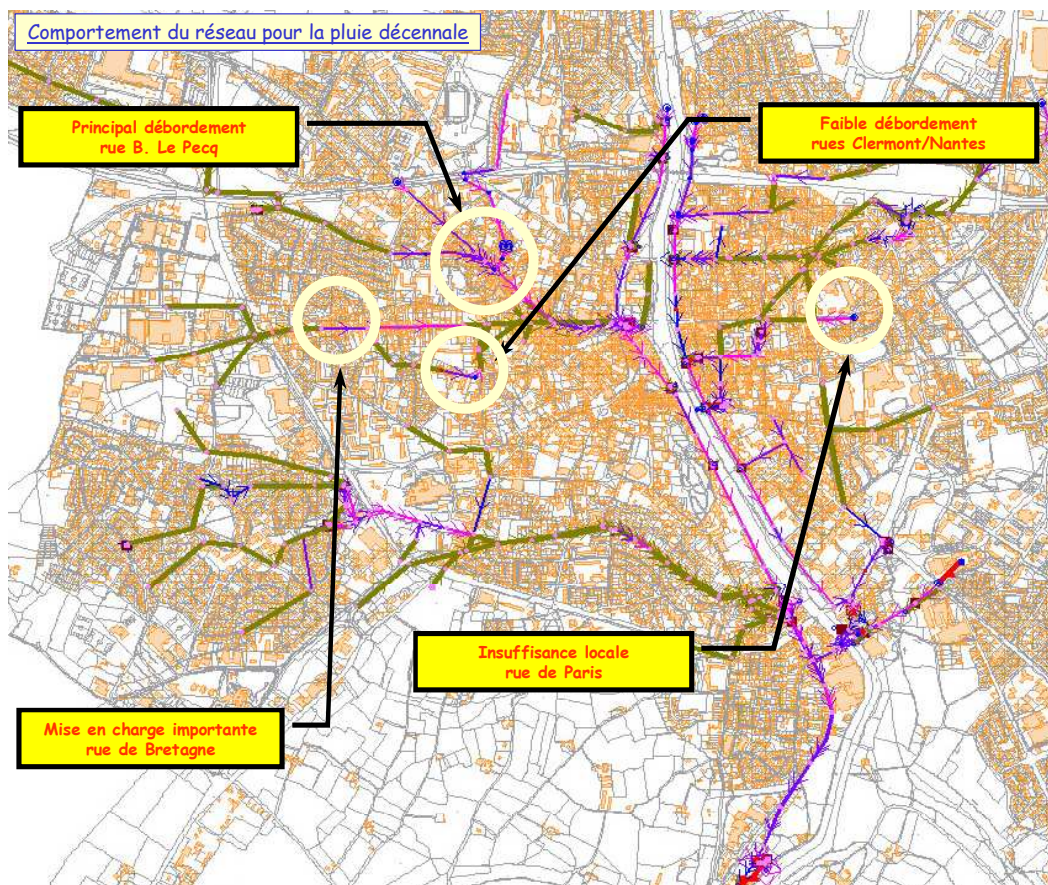 Comportement du réseau pour la pluie décennale
Principal débordement
rue B. Le Pecq
Faible débordement
rues Clermont/Nantes
Insuffisance locale
rue de Paris
Mise en charge importante
rue de Bretagne